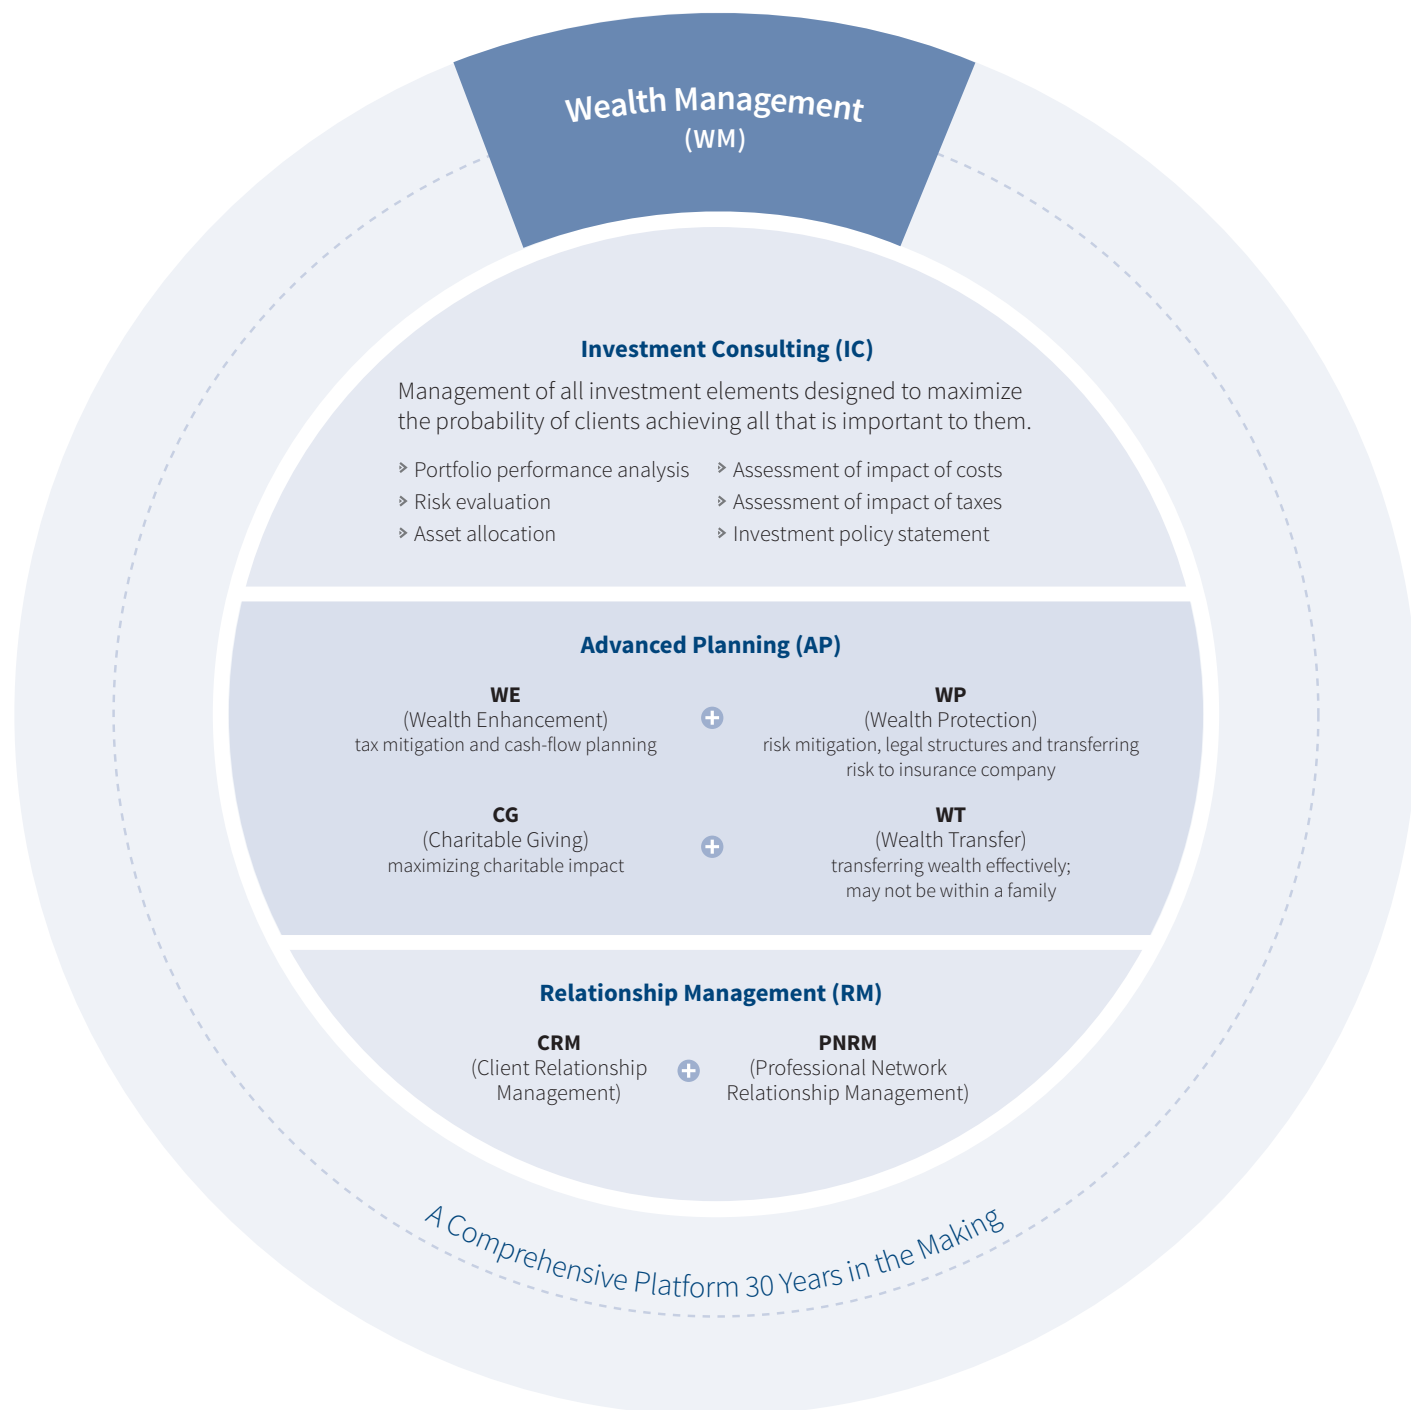 Wealth Management
(WM)
Investment Consulting (IC)
Management of all investment elements designed to maximize
the probability of clients achieving all that is important to them.
Portfolio performance analysis
Risk evaluation
Asset allocation
Assessment of impact of costs
Assessment of impact of taxes
Investment policy statement
Advanced Planning (AP)
WE
(Wealth Enhancement)
tax mitigation and cash-flow planning
WP
(Wealth Protection)
risk mitigation, legal structures and transferring
risk to insurance company
CG
(Charitable Giving)
maximizing charitable impact
WT
(Wealth Transfer)
transferring wealth effectively;
may not be within a family
Relationship Management (RM)
CRM
(Client Relationship
Management)
PNRM
(Professional Network
Relationship Management)
A Comprehensive Platform 30 Years in the Making